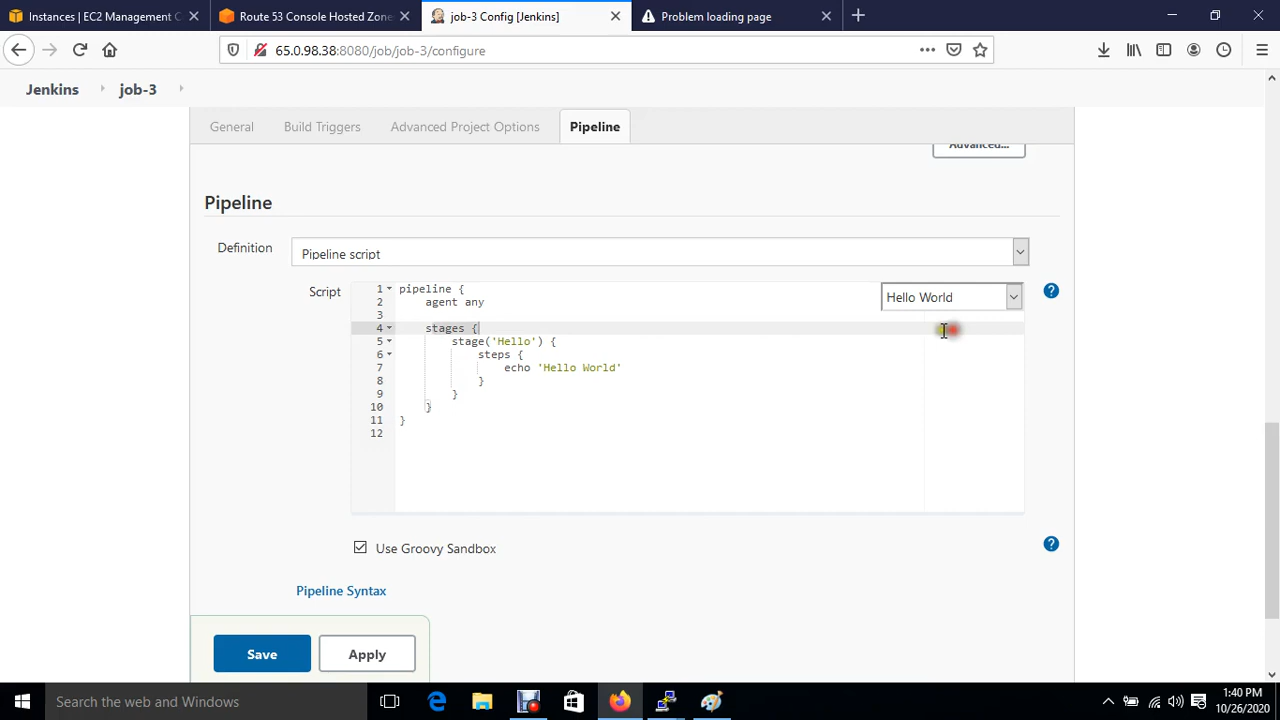 Instances | EC2 Management C
Route 53 Console Hosted Zone
job-3 Config [Jenkins]
Problem loading page
65.0.98.38:8080/job/job-3/configure
Jenkins
job-3
General
Build Triggers
Advanced Project Options
Pipeline
Advanced...
Pipeline
Definition
Pipeline script
Script
Hello World
1 pipeline {
2 agent any
3
4 stages {
5 stage('Hello') {
6 steps {
7 echo 'Hello World'
8 }
9 }
10 }
11 }
12
Use Groovy Sandbox
Pipeline Syntax
Save
Apply
Search the web and Windows
1:40 PM
10/26/2020